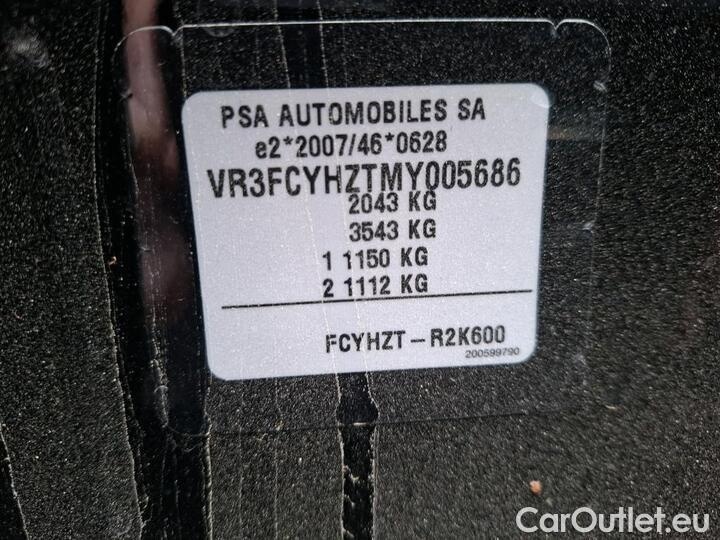 PSA AUTOMOBILES SA
e2*2007/46*0628
VR3FCYHZTMY005686
2043 KG
3543 KG
1 1150 KG
2 1112 KG
FCYHZT-R2K600
200599790
CarOutlet.eu